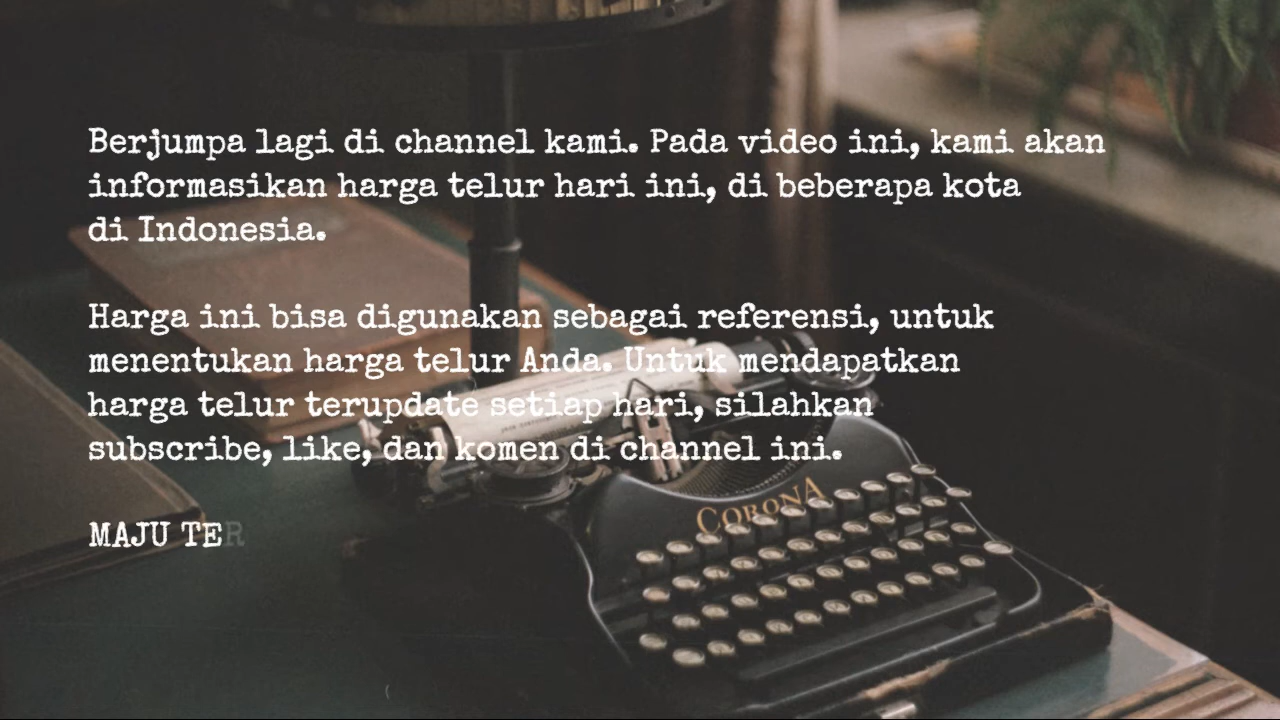 Berjumpa lagi di channel kami. Pada video ini, kami akan
informasikan harga telur hari ini, di beberapa kota
di Indonesia.
Harga ini bisa digunakan sebagai referensi, untuk
menentukan harga telur Anda. Untuk mendapatkan
harga telur terupdate setiap hari, silahkan
subscribe, like, dan komen di channel ini.
MAJU TER
CORONA